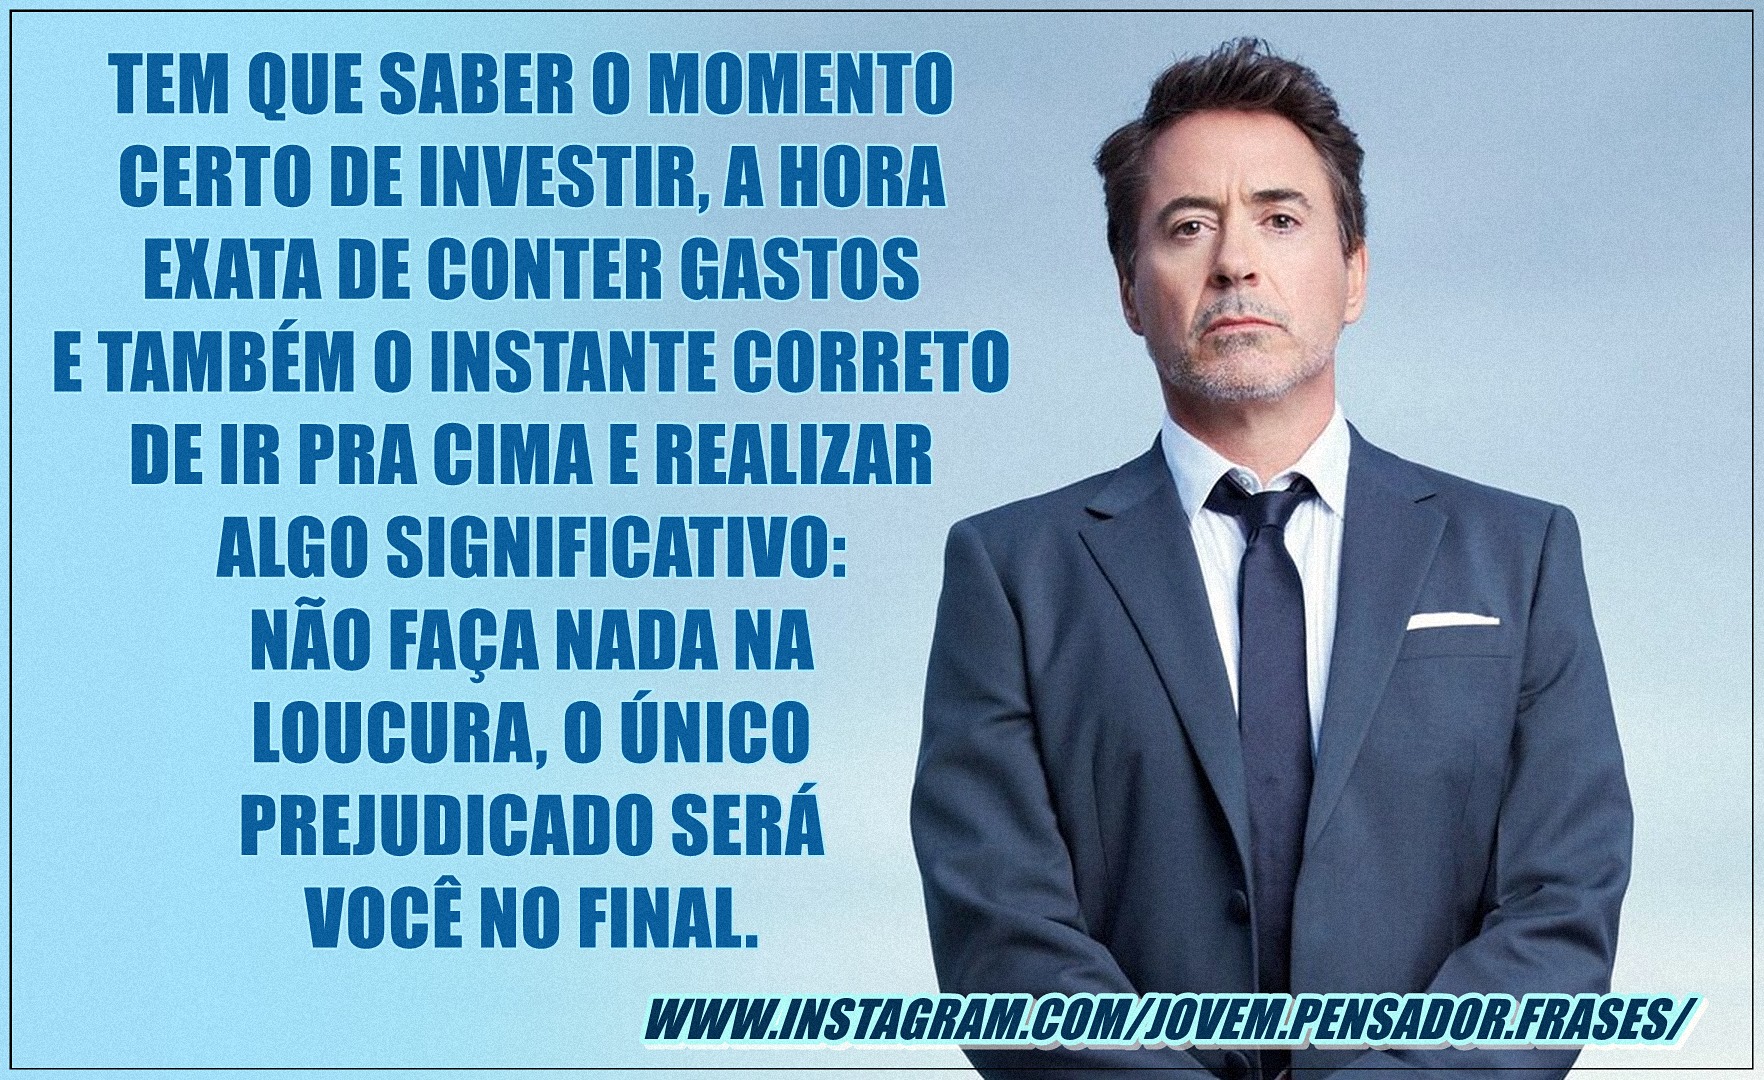 TEM QUE SABER O MOMENTO
CERTO DE INVESTIR, A HORA
EXATA DE CONTER GASTOS
E TAMBÉM O INSTANTE CORRETO
DE IR PRA CIMA E REALIZAR
ALGO SIGNIFICATIVO:
NÃO FAÇA NADA NA
LOUCURA, O ÚNICO
PREJUDICADO SERÁ
VOCÊ NO FINAL.
WWW.INSTAGRAM.COM/JOVEM.PENSADOR.FRASES/